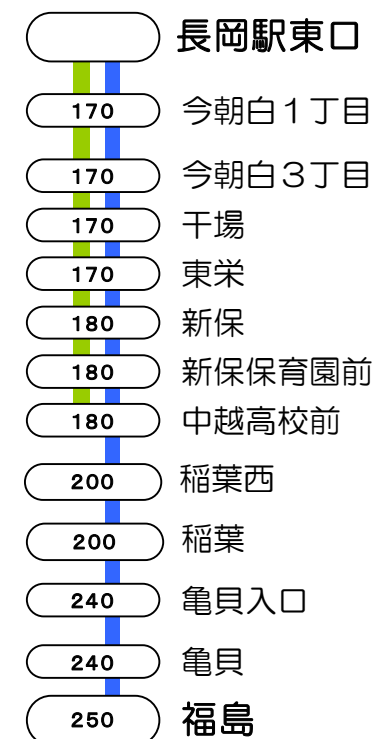 長岡駅東口
170 今朝白１丁目
170 今朝白３丁目
170 干場
170 東栄
180 新保
180 新保保育園前
180 中越高校前
200 稲葉西
200 稲葉
240 亀貝入口
240 亀貝
250 福島